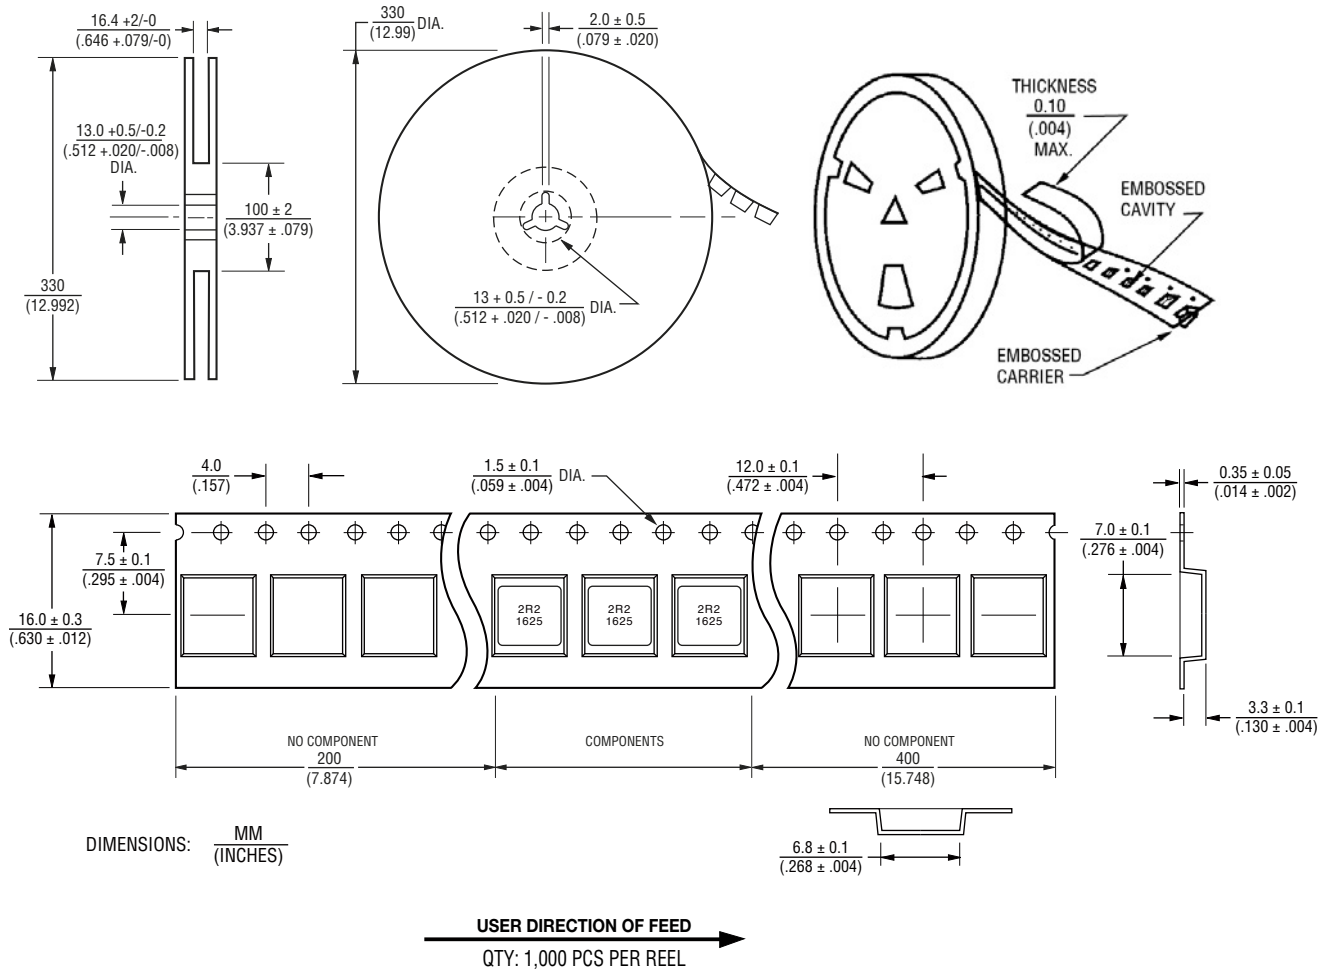 16.4 +2/-0
(.646 +.079/-0)
13.0 +0.5/-0.2
(.512 +.020/-.008)
DIA.
100 ± 2
(3.937 ± .079)
330
(12.992)
330
(12.99)
DIA.
2.0 ± 0.5
(.079 ± .020)
13 + 0.5 / - 0.2
(.512 + .020 / - .008)
DIA.
THICKNESS
0.10
(.004)
MAX.
EMBOSSED
CAVITY
EMBOSSED
CARRIER
4.0
(.157)
1.5 ± 0.1
(.059 ± .004)
DIA.
12.0 ± 0.1
(.472 ± .004)
0.35 ± 0.05
(.014 ± .002)
7.5 ± 0.1
(.295 ± .004)
7.0 ± 0.1
(.276 ± .004)
16.0 ± 0.3
(.630 ± .012)
2R2
1625
2R2
1625
2R2
1625
3.3 ± 0.1
(.130 ± .004)
NO COMPONENT
200
(7.874)
COMPONENTS
NO COMPONENT
400
(15.748)
DIMENSIONS:
MM
(INCHES)
6.8 ± 0.1
(.268 ± .004)
USER DIRECTION OF FEED
QTY: 1,000 PCS PER REEL